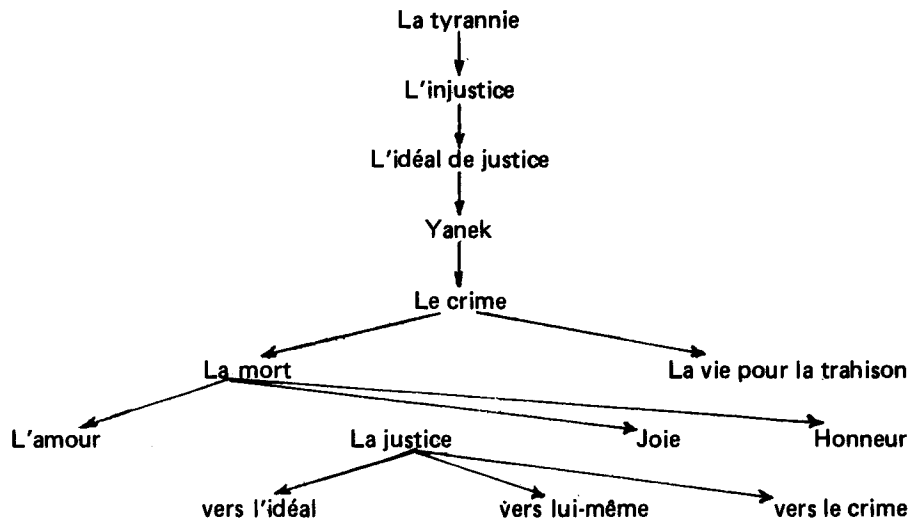 La tyrannie
L'injustice
L'idéal de justice
Yanek
Le crime
La mort La vie pour la trahison
L'amour La justice Joie Honneur
vers l'idéal vers lui-même vers le crime